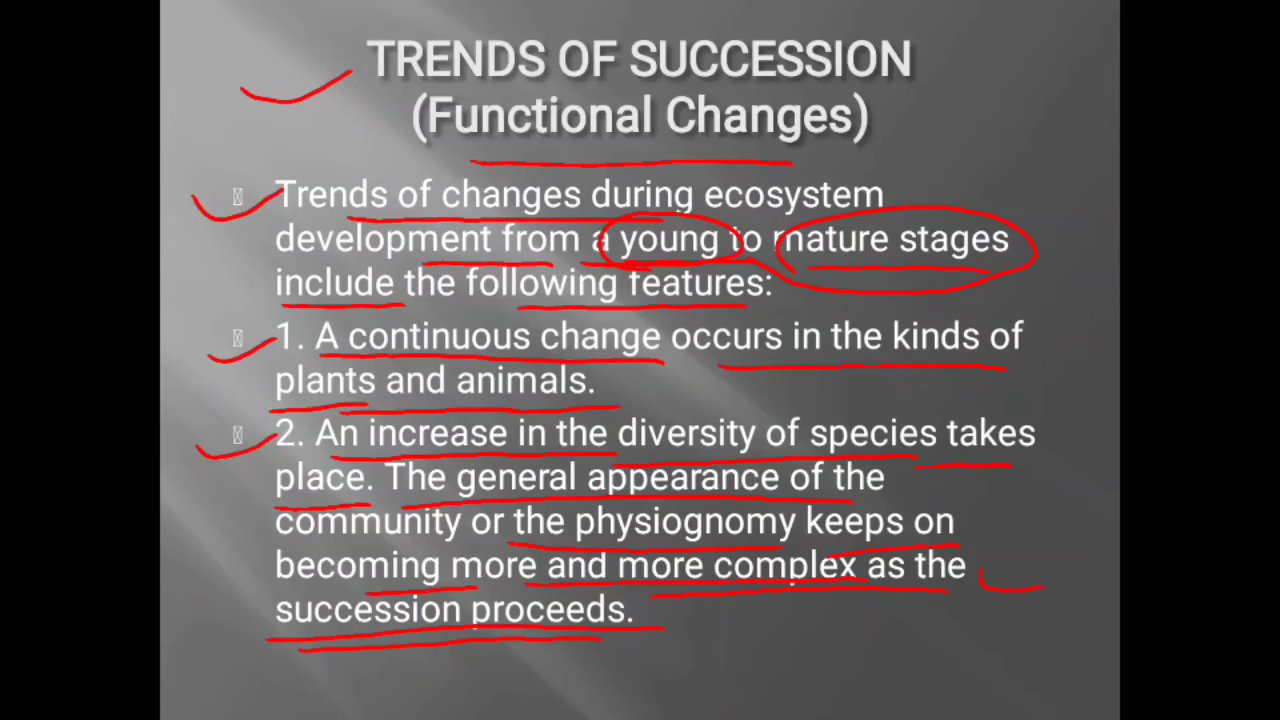 TRENDS OF SUCCESSION
(Functional Changes)
Trends of changes during ecosystem
development from a young to mature stages
include the following features:
1. A continuous change occurs in the kinds of
plants and animals.
2. An increase in the diversity of species takes
place. The general appearance of the
community or the physiognomy keeps on
becoming more and more complex as the
succession proceeds.